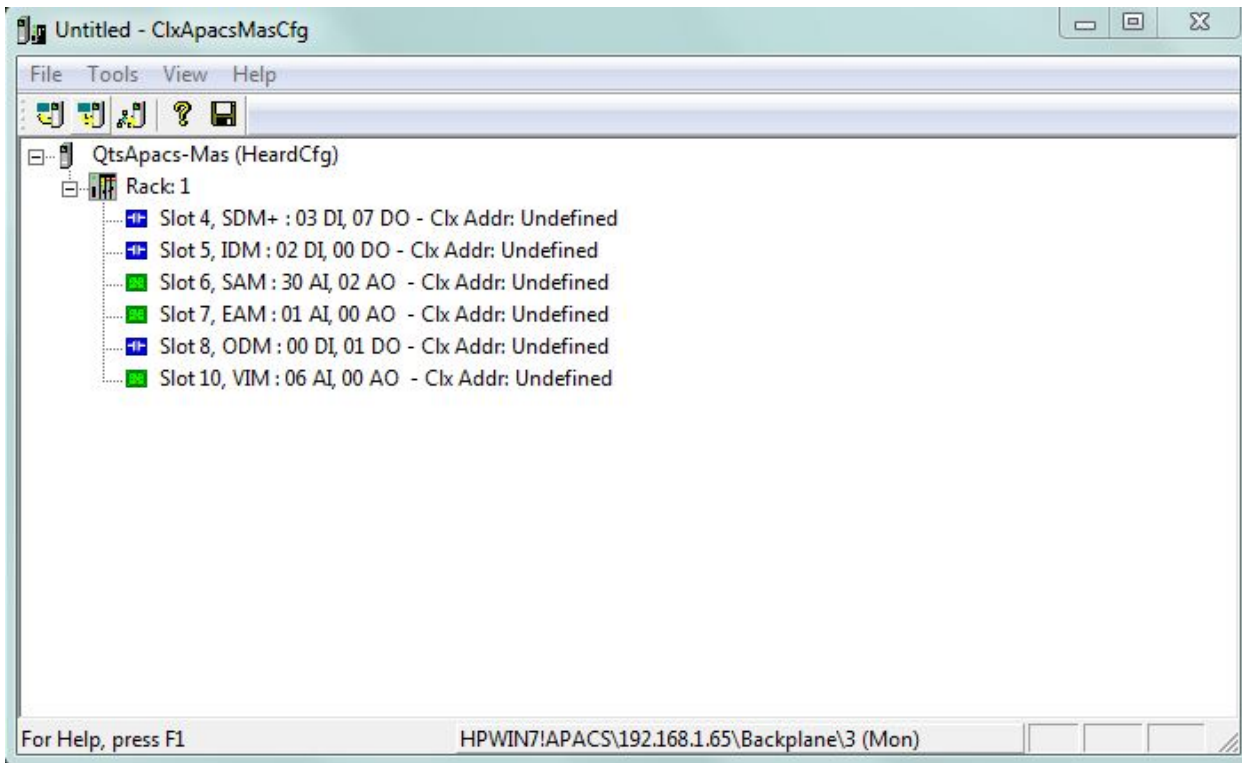 Untitled - ClxApacsMasCfg
File Tools View Help
QtsApacs-Mas (HeardCfg)
Rack: 1
Slot 4, SDM+ : 03 DI, 07 DO - Clx Addr: Undefined
Slot 5, IDM : 02 DI, 00 DO - Clx Addr: Undefined
Slot 6, SAM : 30 AI, 02 AO - Clx Addr: Undefined
Slot 7, EAM : 01 AI, 00 AO - Clx Addr: Undefined
Slot 8, ODM : 00 DI, 01 DO - Clx Addr: Undefined
Slot 10, VIM : 06 AI, 00 AO - Clx Addr: Undefined
For Help, press F1 HPWIN7!APACS\192.168.1.65\Backplane\3 (Mon)